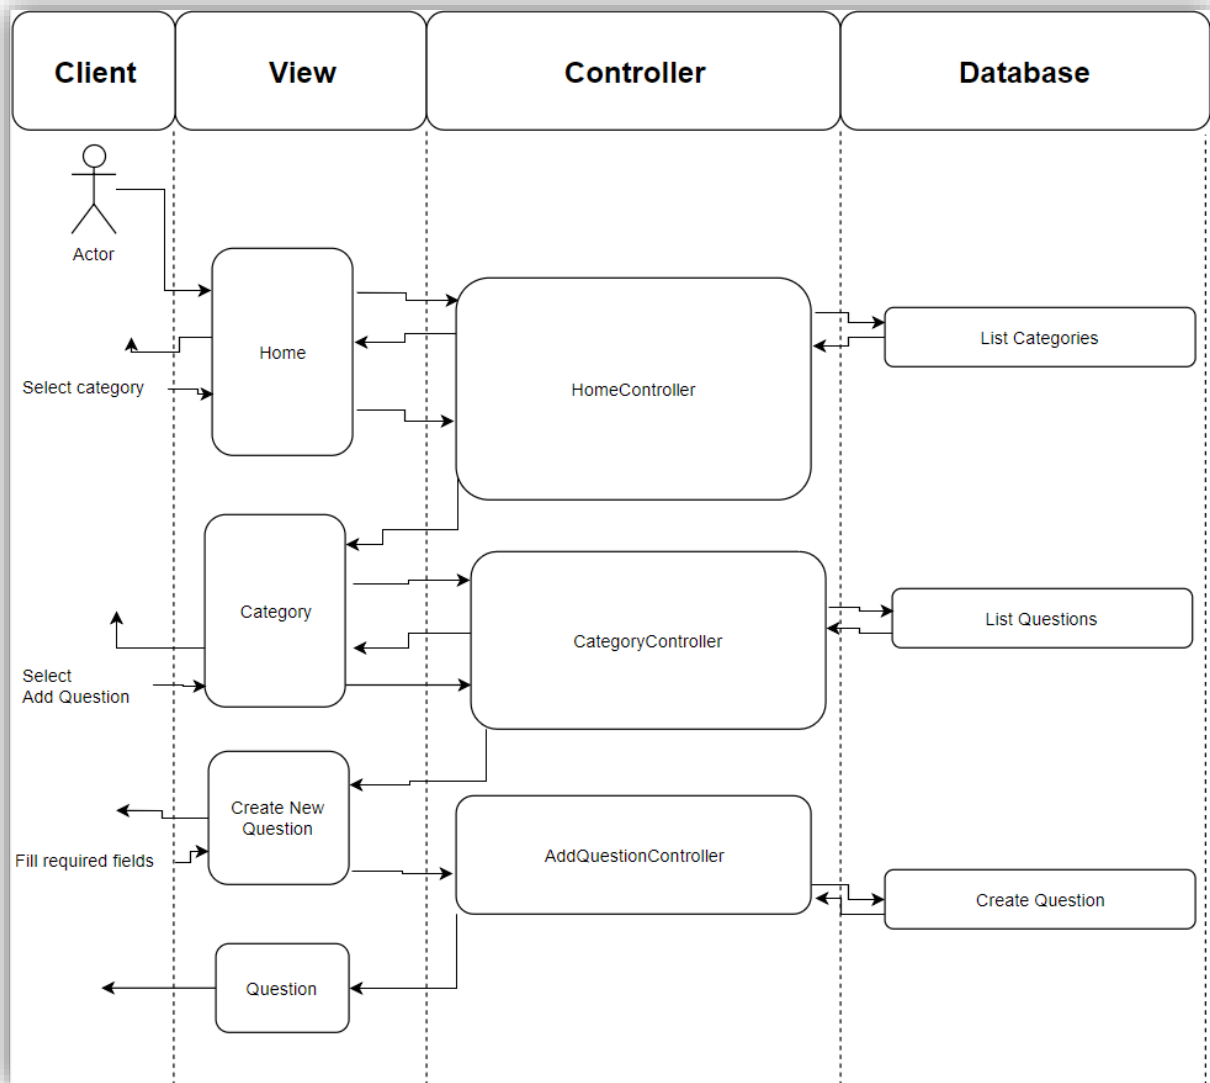 Client
View
Controller
Database
Actor
Home
HomeController
List Categories
Select category
Category
CategoryController
List Questions
Select
Add Question
Create New
Question
Fill required fields
AddQuestionController
Create Question
Question